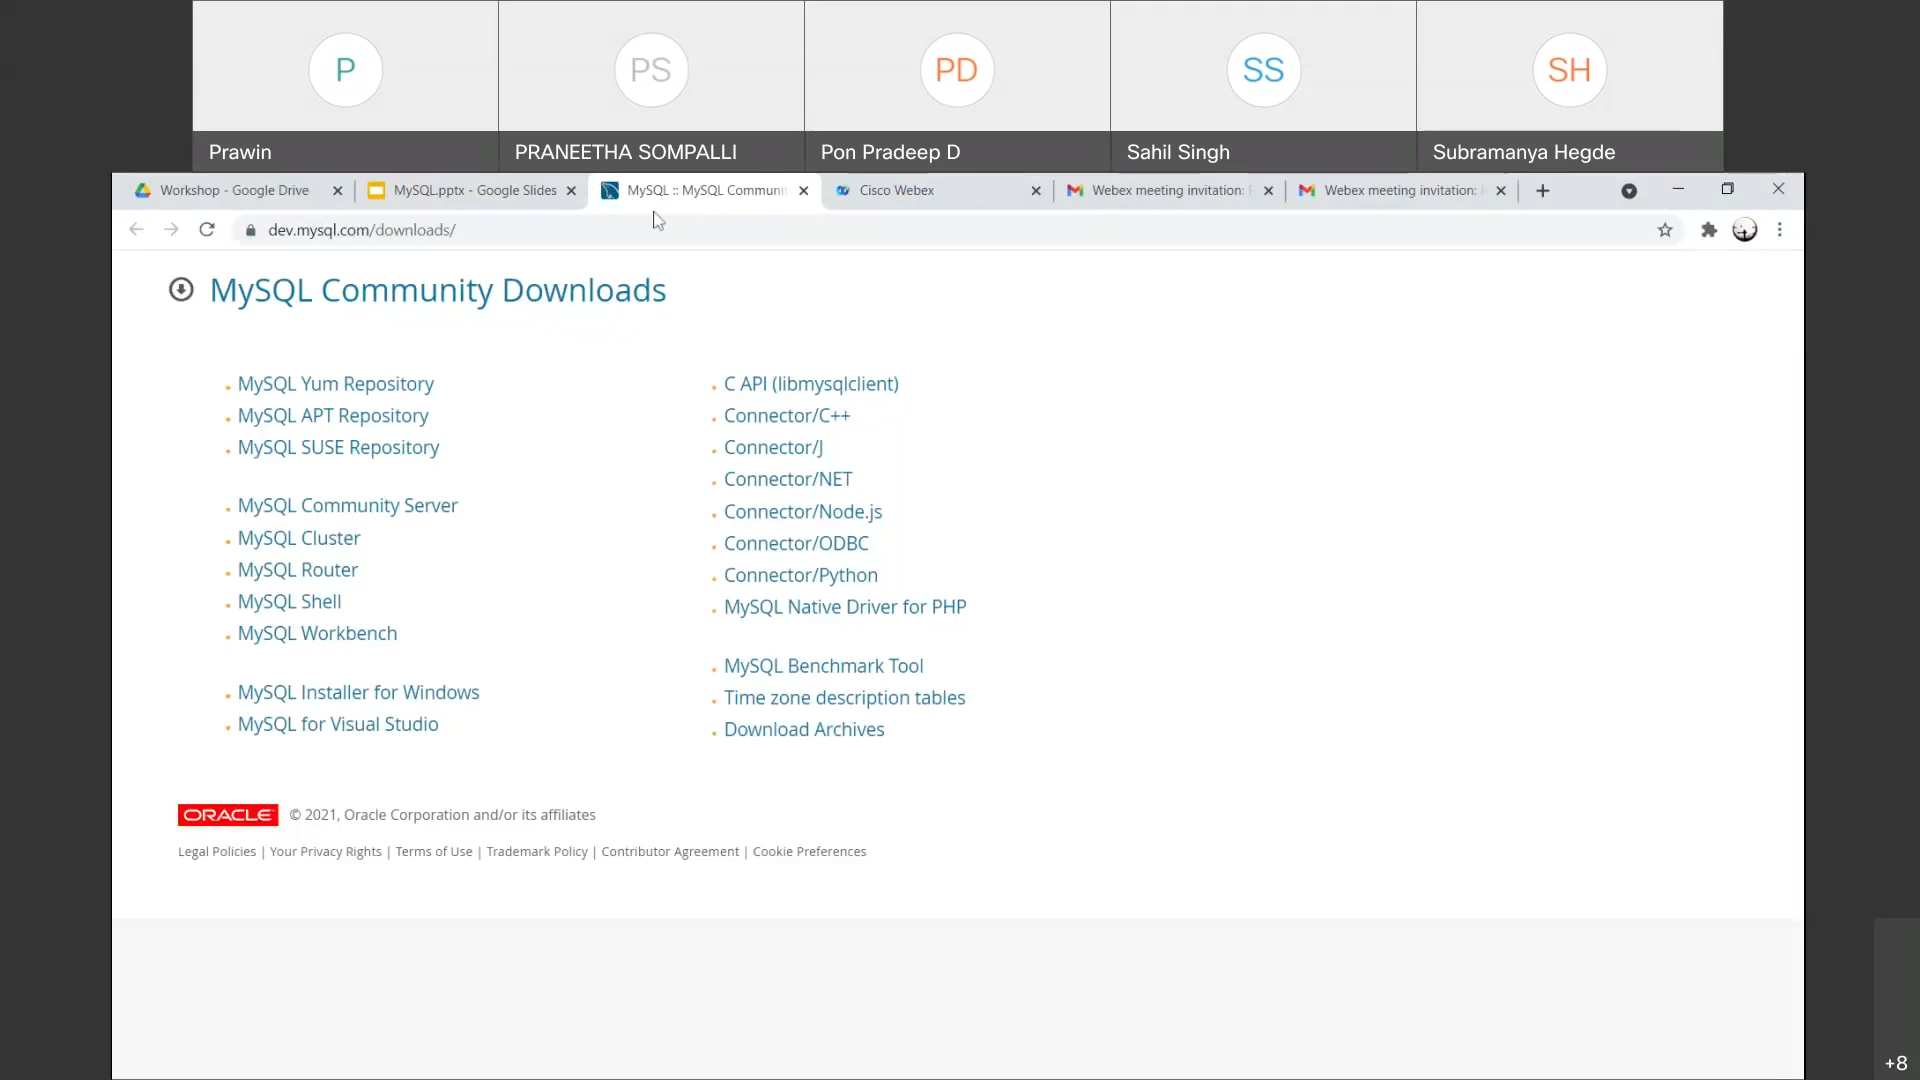 P
PS
PD
SS
SH
Prawin
PRANEETHA SOMPALLI
Pon Pradeep D
Sahil Singh
Subramanya Hegde
Workshop - Google Drive
MySQL.pptx - Google Slides
MySQL :: MySQL Communi
Cisco Webex
Webex meeting invitation:
Webex meeting invitation:
dev.mysql.com/downloads/
MySQL Community Downloads
MySQL Yum Repository
MySQL APT Repository
MySQL SUSE Repository
MySQL Community Server
MySQL Cluster
MySQL Router
MySQL Shell
MySQL Workbench
MySQL Installer for Windows
MySQL for Visual Studio
C API (libmysqlclient)
Connector/C++
Connector/J
Connector/NET
Connector/Node.js
Connector/ODBC
Connector/Python
MySQL Native Driver for PHP
MySQL Benchmark Tool
Time zone description tables
Download Archives
ORACLE © 2021, Oracle Corporation and/or its affiliates
Legal Policies | Your Privacy Rights | Terms of Use | Trademark Policy | Contributor Agreement | Cookie Preferences
+8